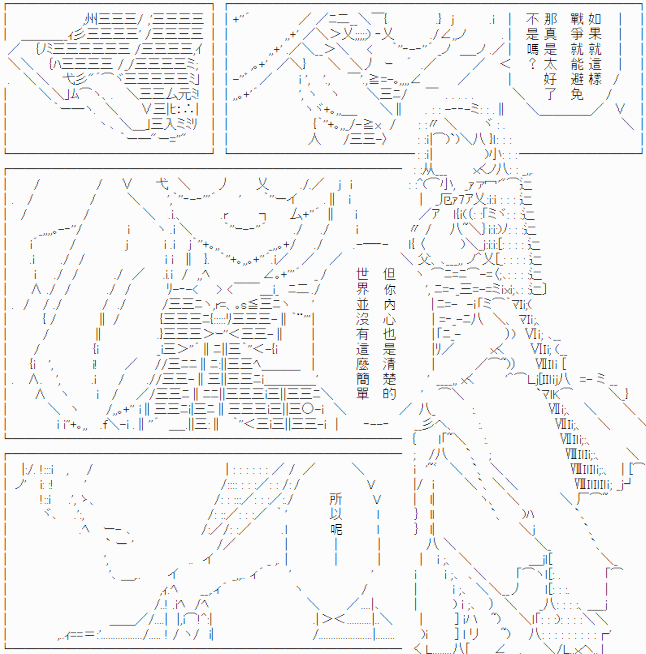 如果就這樣
戰爭就能避免
那真是太好了
不是嗎?
但你內心也是清楚的
世界並沒有這麼簡單
所以呢|||